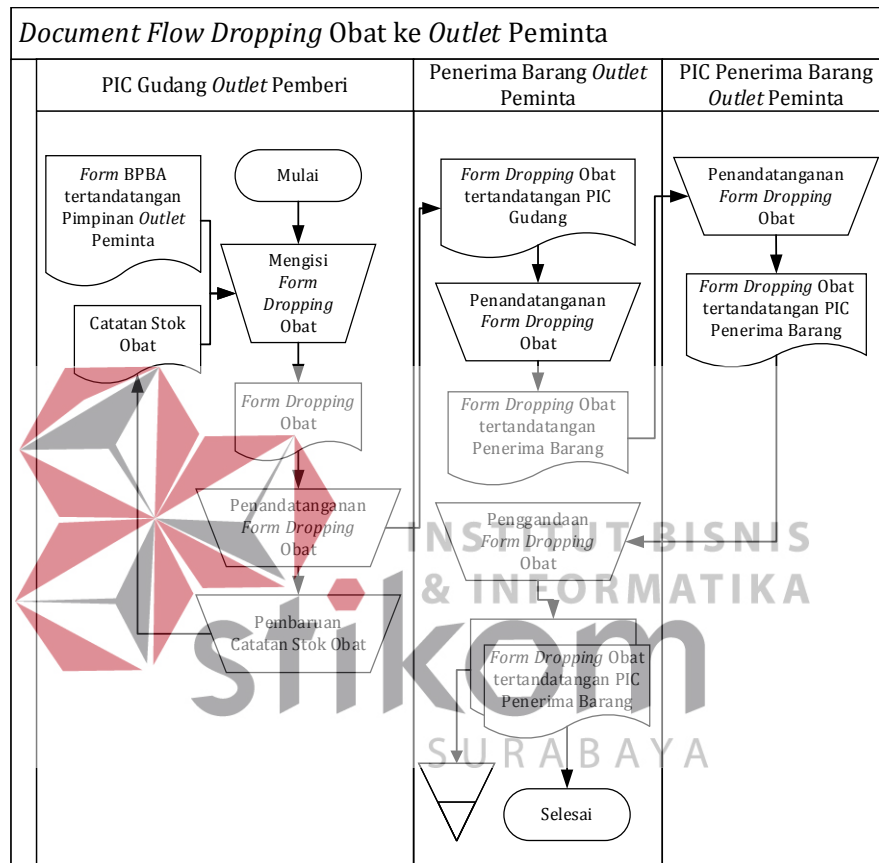 Document Flow Dropping Obat ke Outlet Peminta
PIC Gudang Outlet Pemberi
Penerima Barang Outlet
Peminta
PIC Penerima Barang
Outlet Peminta
Form BPBA
tertandatangan
Pimpinan Outlet
Peminta
Mulai
Mengisi
Form
Dropping
Obat
Catatan Stok
Obat
Form Dropping
Obat
Penandatanganan
Form Dropping
Obat
Pembaruan
Catatan Stok Obat
Form Dropping Obat
tertandatangan PIC
Gudang
Penandatanganan
Form Dropping
Obat
Form Dropping Obat
tertandatangan
Penerima Barang
Penggandaan
Form Dropping
Obat
Form Dropping Obat
tertandatangan PIC
Penerima Barang
Selesai
Penandatanganan
Form Dropping
Obat
Form Dropping Obat
tertandatangan PIC
Penerima Barang
INSTITUT BISNIS
& INFORMATIKA
stikom
SURABAYA